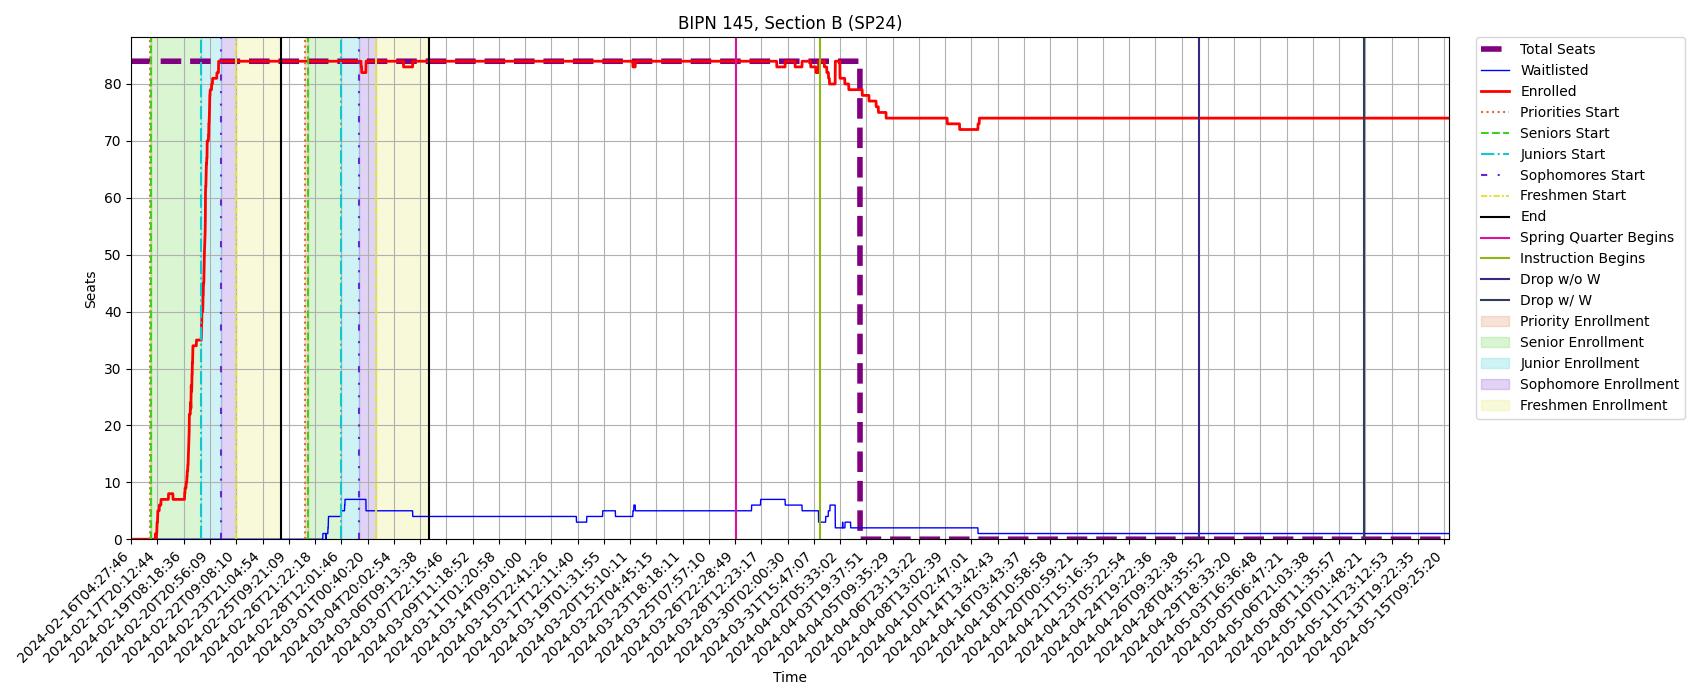 BIPN 145, Section B (SP24)
Seats
0
10
20
30
40
50
60
70
80
2024-02-16T04:27:46
2024-02-17T20:12:44
2024-02-19T08:18:36
2024-02-20T20:56:09
2024-02-22T09:08:10
2024-02-23T21:04:54
2024-02-25T09:21:09
2024-02-26T21:22:18
2024-02-28T12:01:46
2024-03-01T00:40:20
2024-03-04T02:02:54
2024-03-06T09:13:38
2024-03-07T22:15:46
2024-03-09T11:18:52
2024-03-12T01:20:58
2024-03-14T09:01:00
2024-03-15T22:41:26
2024-03-17T12:11:40
2024-03-19T01:31:55
2024-03-20T15:10:11
2024-03-22T04:45:15
2024-03-23T18:18:11
2024-03-25T07:57:10
2024-03-26T22:28:49
2024-03-28T12:23:17
2024-03-30T02:00:30
2024-03-31T15:47:07
2024-04-02T05:33:02
2024-04-03T19:37:51
2024-04-05T09:35:29
2024-04-06T23:13:22
2024-04-08T13:02:39
2024-04-10T02:47:01
2024-04-14T13:42:43
2024-04-16T03:43:37
2024-04-18T10:58:58
2024-04-20T00:59:21
2024-04-21T15:16:35
2024-04-23T05:22:54
2024-04-24T19:22:36
2024-04-26T09:32:38
2024-04-28T04:35:52
2024-04-29T18:33:20
2024-05-03T16:36:48
2024-05-05T06:47:21
2024-05-06T21:03:38
2024-05-08T11:35:57
2024-05-10T01:48:21
2024-05-11T23:12:53
2024-05-13T19:22:35
2024-05-15T09:25:20
Time
Total Seats
Waitlisted
Enrolled
Priorities Start
Seniors Start
Juniors Start
Sophomores Start
Freshmen Start
End
Spring Quarter Begins
Instruction Begins
Drop w/o W
Drop w/ W
Priority Enrollment
Senior Enrollment
Junior Enrollment
Sophomore Enrollment
Freshmen Enrollment